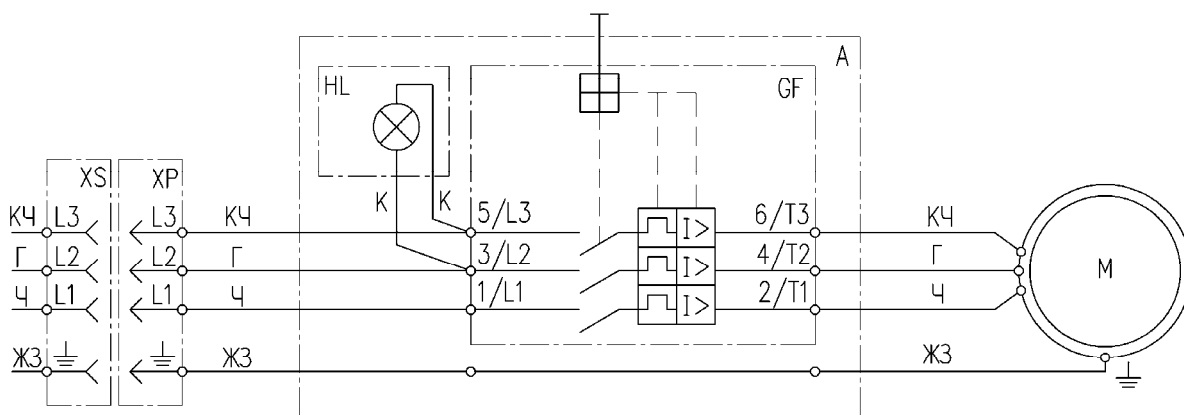 A
HL
GF
XS XP
К К
КЧ L3 L3 КЧ 5/L3 6/T3 КЧ
Г L2 L2 Г 3/L2 4/T2 Г
Ч L1 L1 Ч 1/L1 2/T1 Ч
I>
I>
I>
M
ЖЗ ЖЗ ЖЗ